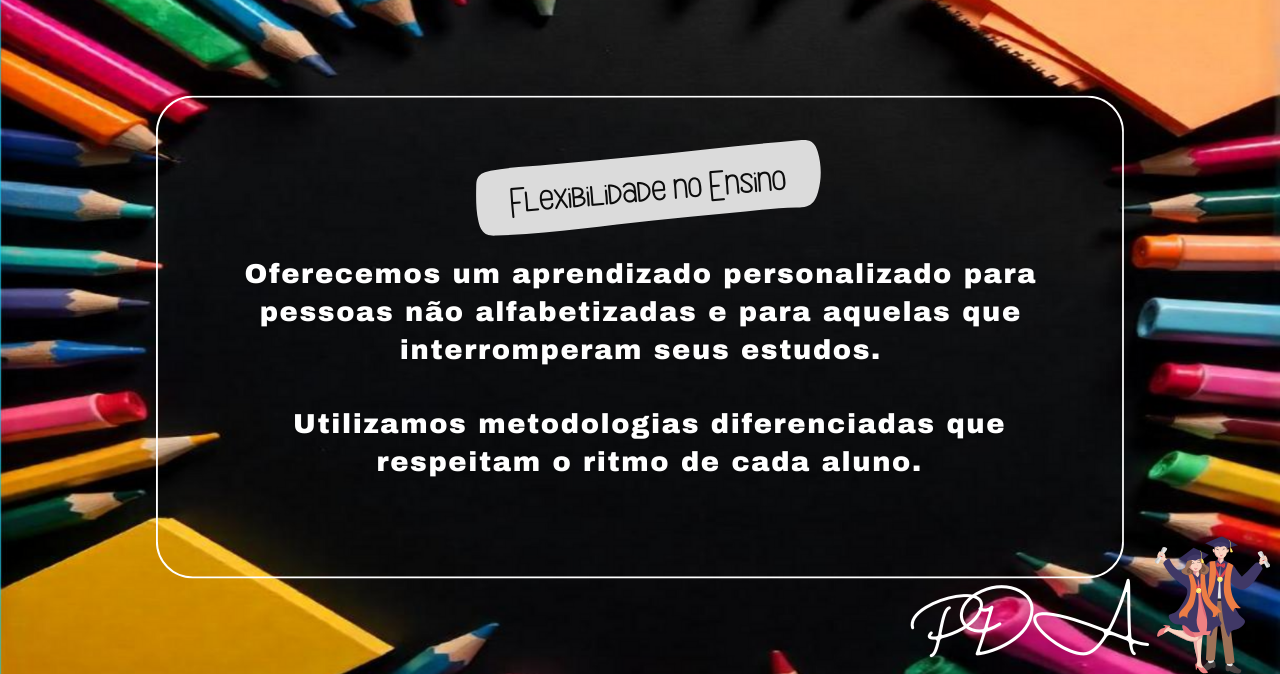 Flexibilidade no Ensino
Oferecemos um aprendizado personalizado para
pessoas não alfabetizadas e para aquelas que
interromperam seus estudos.
Utilizamos metodologias diferenciadas que
respeitam o ritmo de cada aluno.
PDA